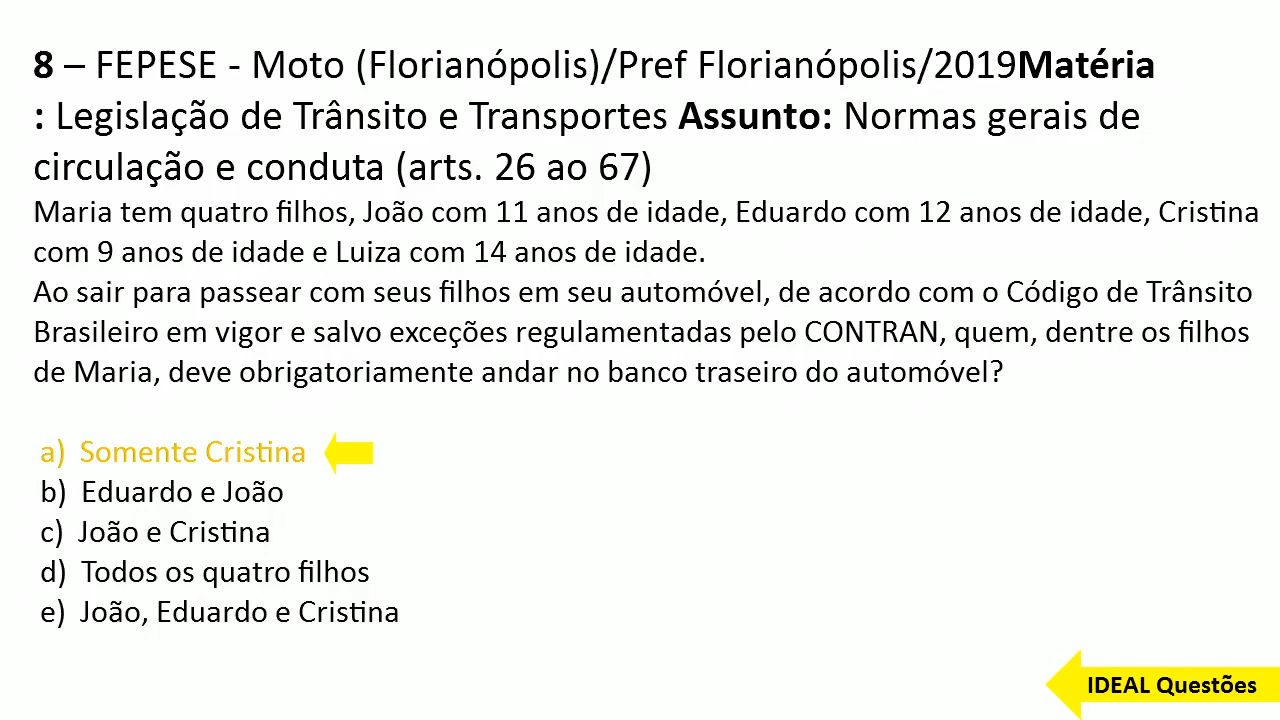 8 – FEPESE - Moto (Florianópolis)/Pref Florianópolis/2019Matéria
: Legislação de Trânsito e Transportes Assunto: Normas gerais de
circulação e conduta (arts. 26 ao 67)
Maria tem quatro filhos, João com 11 anos de idade, Eduardo com 12 anos de idade, Cristina
com 9 anos de idade e Luiza com 14 anos de idade.
Ao sair para passear com seus filhos em seu automóvel, de acordo com o Código de Trânsito
Brasileiro em vigor e salvo exceções regulamentadas pelo CONTRAN, quem, dentre os filhos
de Maria, deve obrigatoriamente andar no banco traseiro do automóvel?
a) Somente Cristina
b) Eduardo e João
c) João e Cristina
d) Todos os quatro filhos
e) João, Eduardo e Cristina
IDEAL Questões